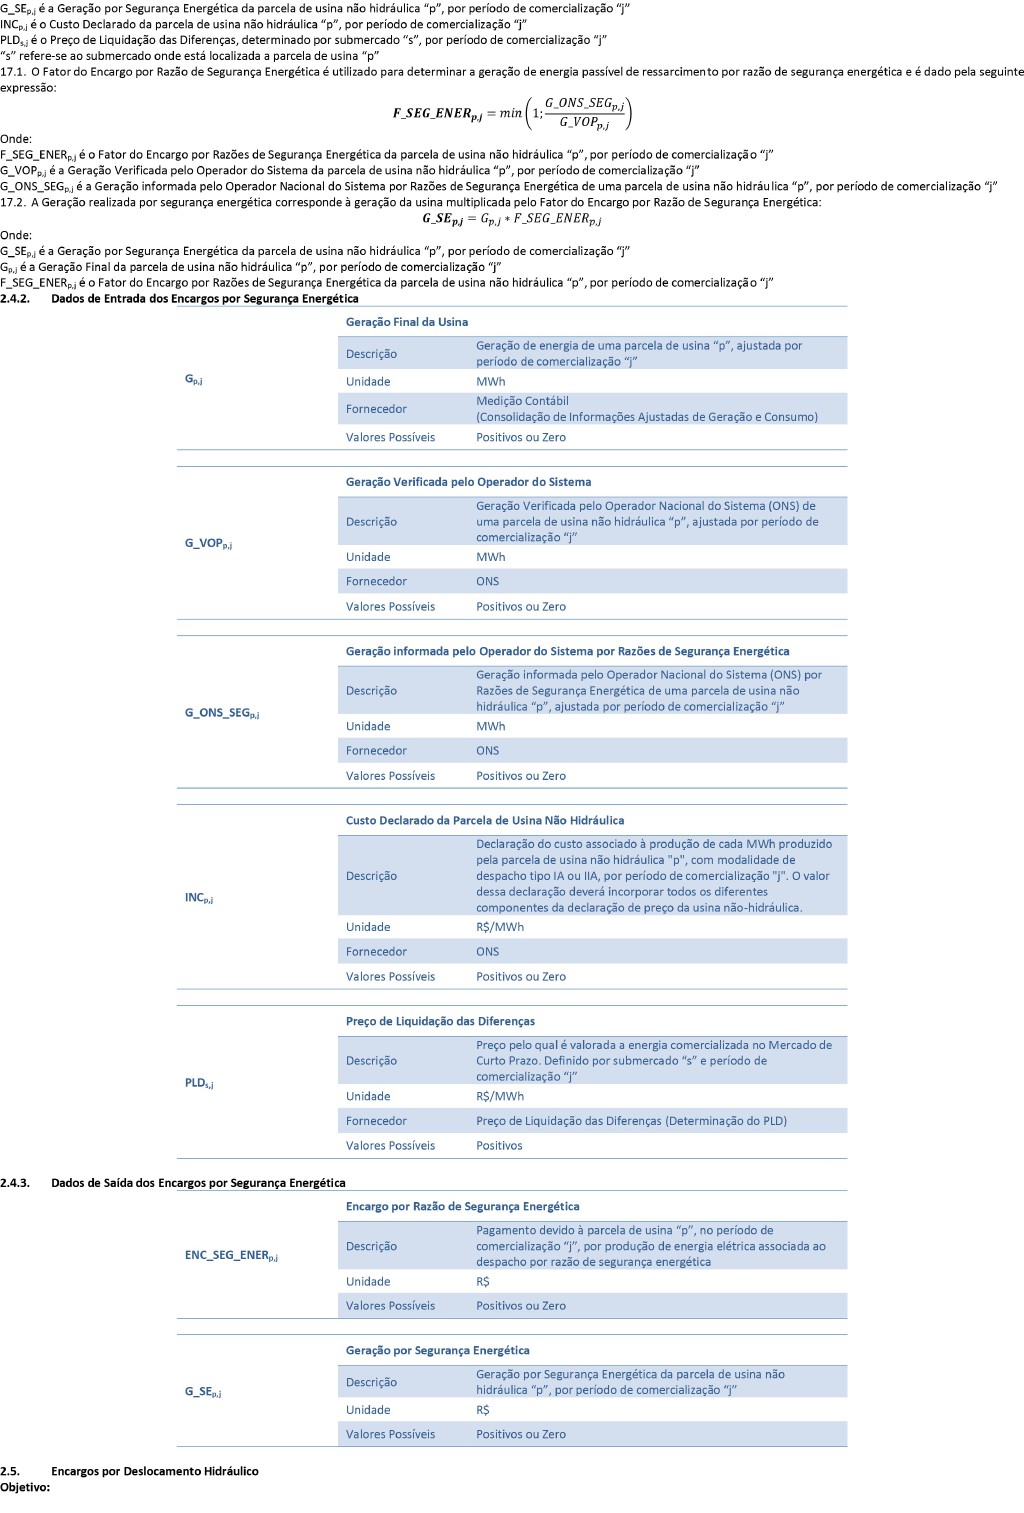 G_SEp,j é a Geração por Segurança Energética da parcela de usina não hidráulica “p”, por período de comercialização “j”
INCp,j é o Custo Declarado da parcela de usina não hidráulica “p”, por período de comercialização “j”
PLDs,j é o Preço de Liquidação das Diferenças, determinado por submercado “s”, por período de comercialização “j”
“s” refere-se ao submercado onde está localizada a parcela de usina “p”
17.1. O Fator do Encargo por Razão de Segurança Energética é utilizado para determinar a geração de energia passível de ressarcimento por razão de segurança energética e é dado pela seguinte
expressão:
F_SEG_ENERp,j = min (1; G_ONS_SEGp,j / G_VOPp,j)
Onde:
F_SEG_ENERp,j é o Fator do Encargo por Razões de Segurança Energética da parcela de usina não hidráulica “p”, por período de comercialização “j”
G_VOPp,j é a Geração Verificada pelo Operador do Sistema da parcela de usina não hidráulica “p”, por período de comercialização “j”
G_ONS_SEGp,j é a Geração informada pelo Operador Nacional do Sistema por Razões de Segurança Energética de uma parcela de usina não hidráulica “p”, por período de comercialização “j”
17.2. A Geração realizada por segurança energética corresponde à geração da usina multiplicada pelo Fator do Encargo por Razão de Segurança Energética:
G_SEp,j = Gp,j * F_SEG_ENERp,j
Onde:
G_SEp,j é a Geração por Segurança Energética da parcela de usina não hidráulica “p”, por período de comercialização “j”
Gp,j é a Geração Final da parcela de usina não hidráulica “p”, por período de comercialização “j”
F_SEG_ENERp,j é o Fator do Encargo por Razões de Segurança Energética da parcela de usina não hidráulica “p”, por período de comercialização “j”
2.4.2. Dados de Entrada dos Encargos por Segurança Energética
Gp,j
Geração Final da Usina
Descrição
Geração de energia de uma parcela de usina “p”, ajustada por
período de comercialização “j”
Unidade MWh
Fornecedor
Medição Contábil
(Consolidação de Informações Ajustadas de Geração e Consumo)
Valores Possíveis Positivos ou Zero
G_VOPp,j
Geração Verificada pelo Operador do Sistema
Descrição
Geração Verificada pelo Operador Nacional do Sistema (ONS) de
uma parcela de usina não hidráulica “p”, ajustada por período de
comercialização “j”
Unidade MWh
Fornecedor ONS
Valores Possíveis Positivos ou Zero
G_ONS_SEGp,j
Geração informada pelo Operador do Sistema por Razões de Segurança Energética
Descrição
Geração informada pelo Operador Nacional do Sistema (ONS) por
Razões de Segurança Energética de uma parcela de usina não
hidráulica “p”, ajustada por período de comercialização “j”
Unidade MWh
Fornecedor ONS
Valores Possíveis Positivos ou Zero
INCp,j
Custo Declarado da Parcela de Usina Não Hidráulica
Descrição
Declaração do custo associado à produção de cada MWh produzido
pela parcela de usina não hidráulica "p", com modalidade de
despacho tipo IA ou IIA, por período de comercialização "j". O valor
dessa declaração deverá incorporar todos os diferentes
componentes da declaração de preço da usina não-hidráulica.
Unidade R$/MWh
Fornecedor ONS
Valores Possíveis Positivos ou Zero
PLDs,j
Preço de Liquidação das Diferenças
Descrição
Preço pelo qual é valorada a energia comercializada no Mercado de
Curto Prazo. Definido por submercado “s” e período de
comercialização “j”
Unidade R$/MWh
Fornecedor Preço de Liquidação das Diferenças (Determinação do PLD)
Valores Possíveis Positivos
2.4.3. Dados de Saída dos Encargos por Segurança Energética
ENC_SEG_ENERp,j
Encargo por Razão de Segurança Energética
Descrição
Pagamento devido à parcela de usina “p”, no período de
comercialização “j”, por produção de energia elétrica associada ao
despacho por razão de segurança energética
Unidade R$
Valores Possíveis Positivos ou Zero
G_SEp,j
Geração por Segurança Energética
Descrição
Geração por Segurança Energética da parcela de usina não
hidráulica “p”, por período de comercialização “j”
Unidade R$
Valores Possíveis Positivos ou Zero
2.5. Encargos por Deslocamento Hidráulico
Objetivo: